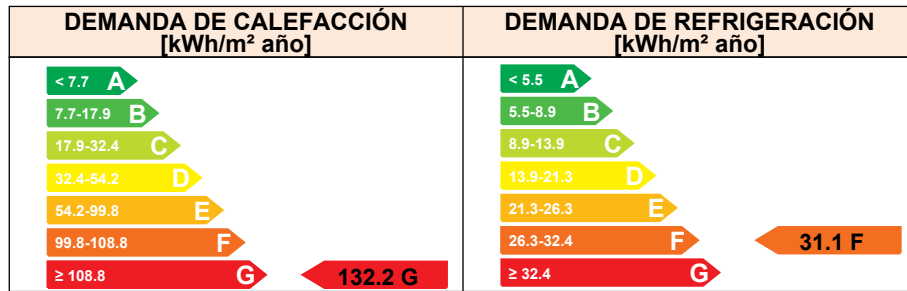 DEMANDA DE CALEFACCIÓN
[kWh/m² año]
< 7.7 A
7.7-17.9 B
17.9-32.4 C
32.4-54.2 D
54.2-99.8 E
99.8-108.8 F
≥ 108.8 G
132.2 G
DEMANDA DE REFRIGERACIÓN
[kWh/m² año]
< 5.5 A
5.5-8.9 B
8.9-13.9 C
13.9-21.3 D
21.3-26.3 E
26.3-32.4 F
31.1 F
≥ 32.4 G